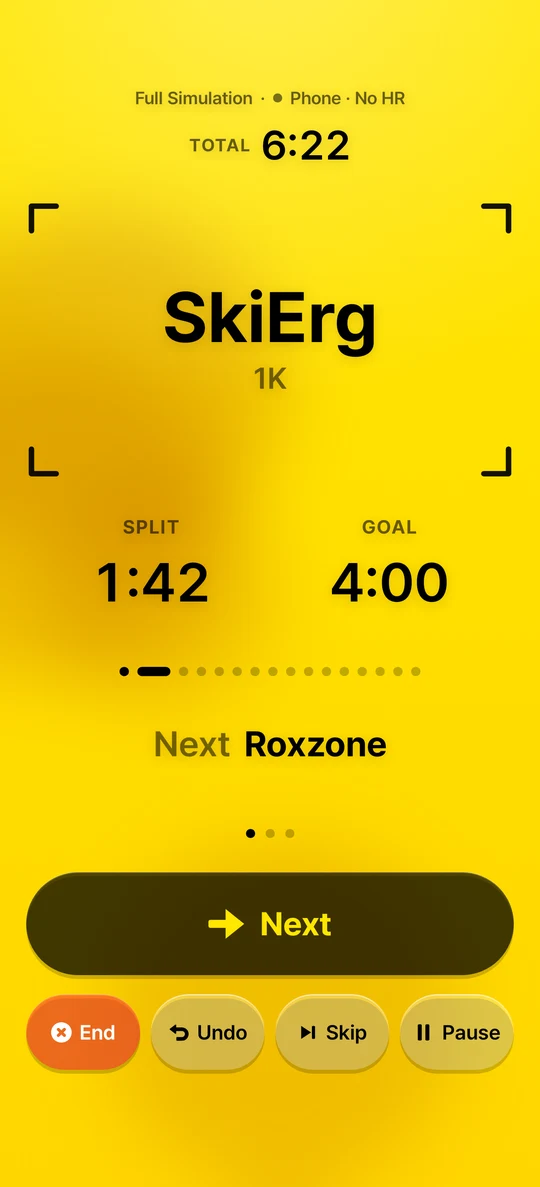 Full Simulation · ● Phone · No HR
TOTAL 6:22
SkiErg
1K
SPLIT GOAL
1:42 4:00
Next Roxzone
Next
End Undo Skip Pause